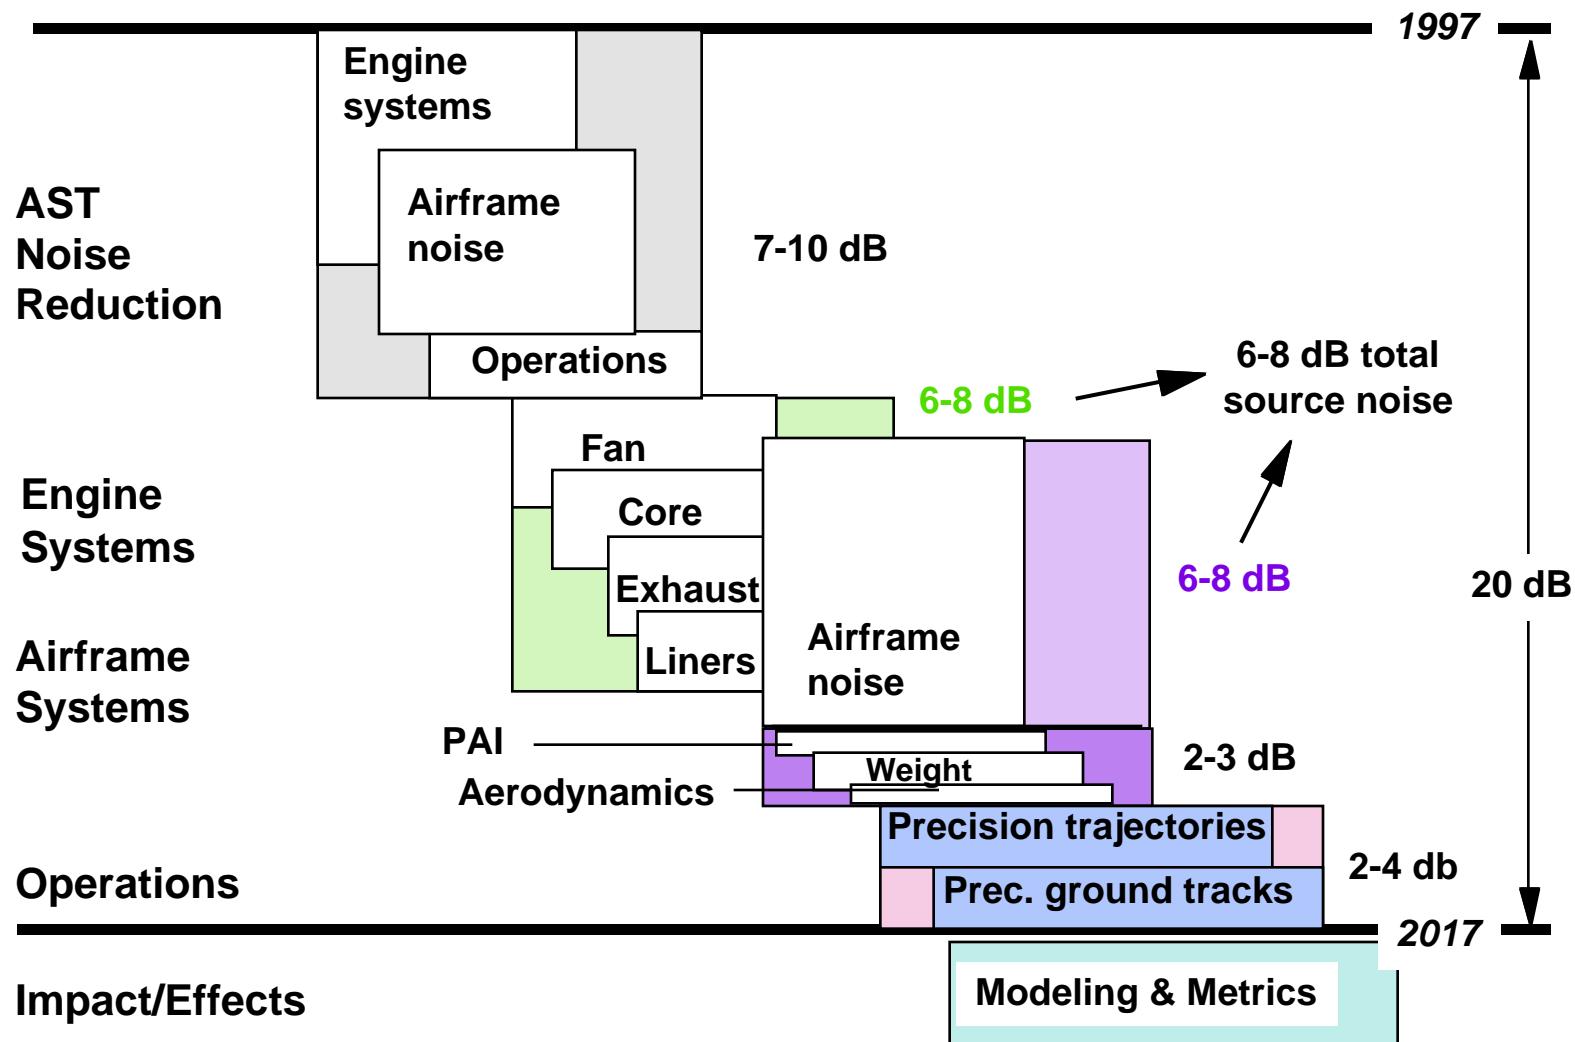 1997
Engine
systems
AST
Noise
Reduction
Airframe
noise
7-10 dB
Operations
6-8 dB
6-8 dB total
source noise
Fan
Engine
Systems
Core
Exhaust
6-8 dB
20 dB
Airframe
Systems
Liners
Airframe
noise
PAI
Weight
2-3 dB
Aerodynamics
Precision trajectories
Operations
2-4 db
Prec. ground tracks
2017
Impact/Effects
Modeling & Metrics